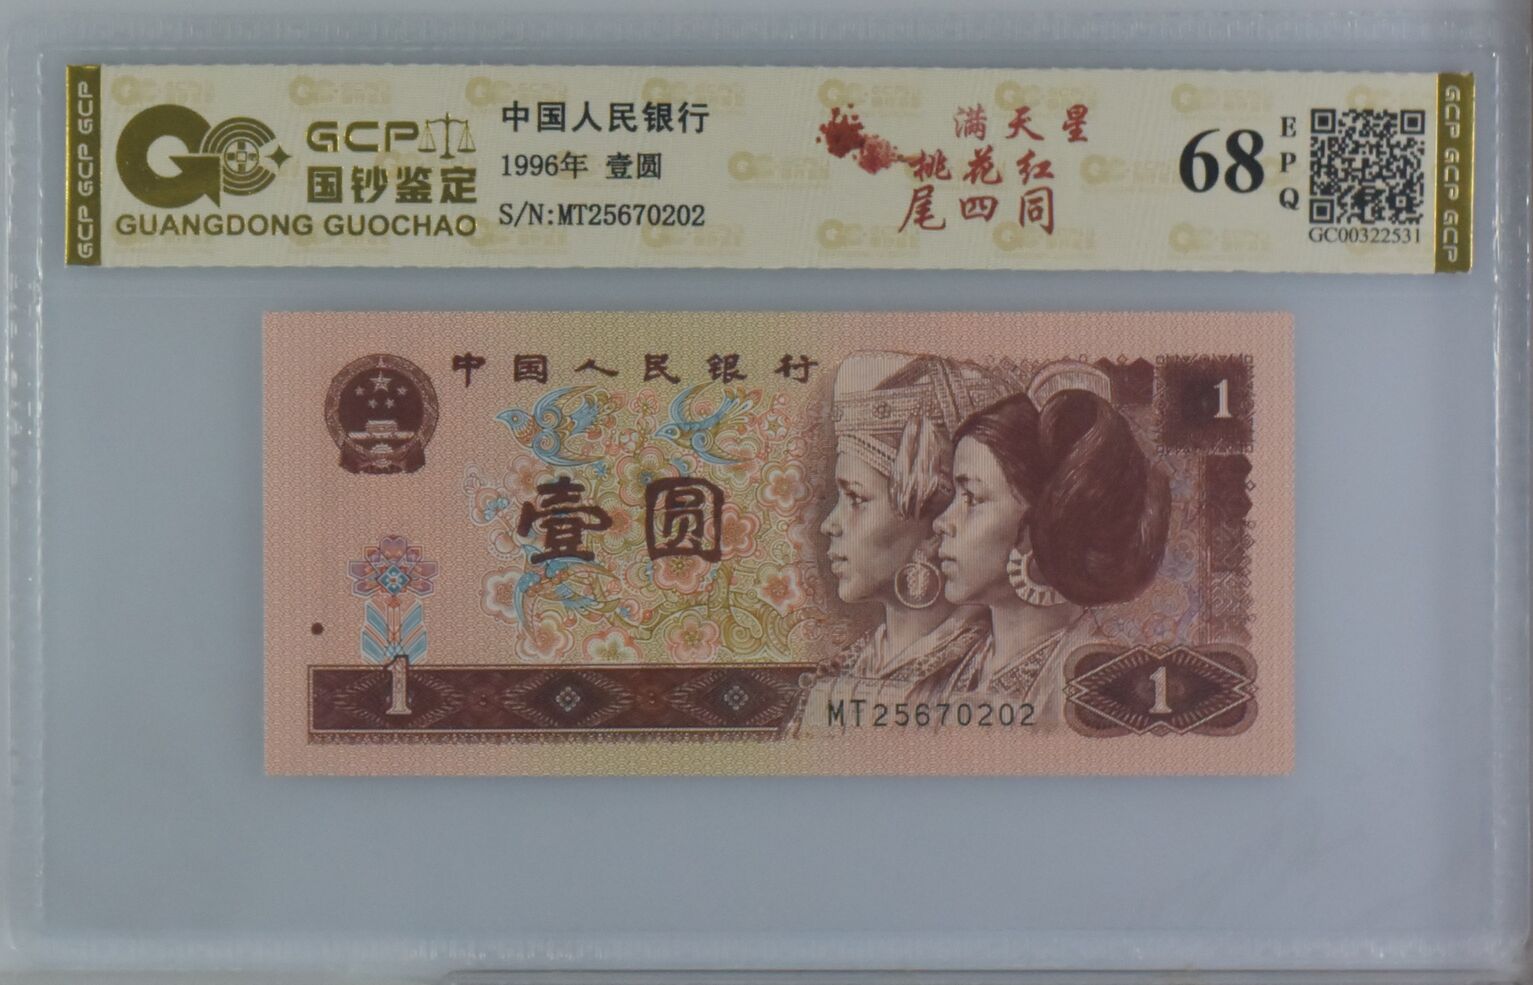 GCP GCP GCP
GCP
国钞鉴定
GUANGDONG GUOCHAO
中国人民银行
1996年 壹圆
S/N:MT25670202
满天星
桃花红
尾四同
68
EPQ
GC00322531
GCP GCP GCP
中国人民银行
1
壹圆
1
MT25670202
1